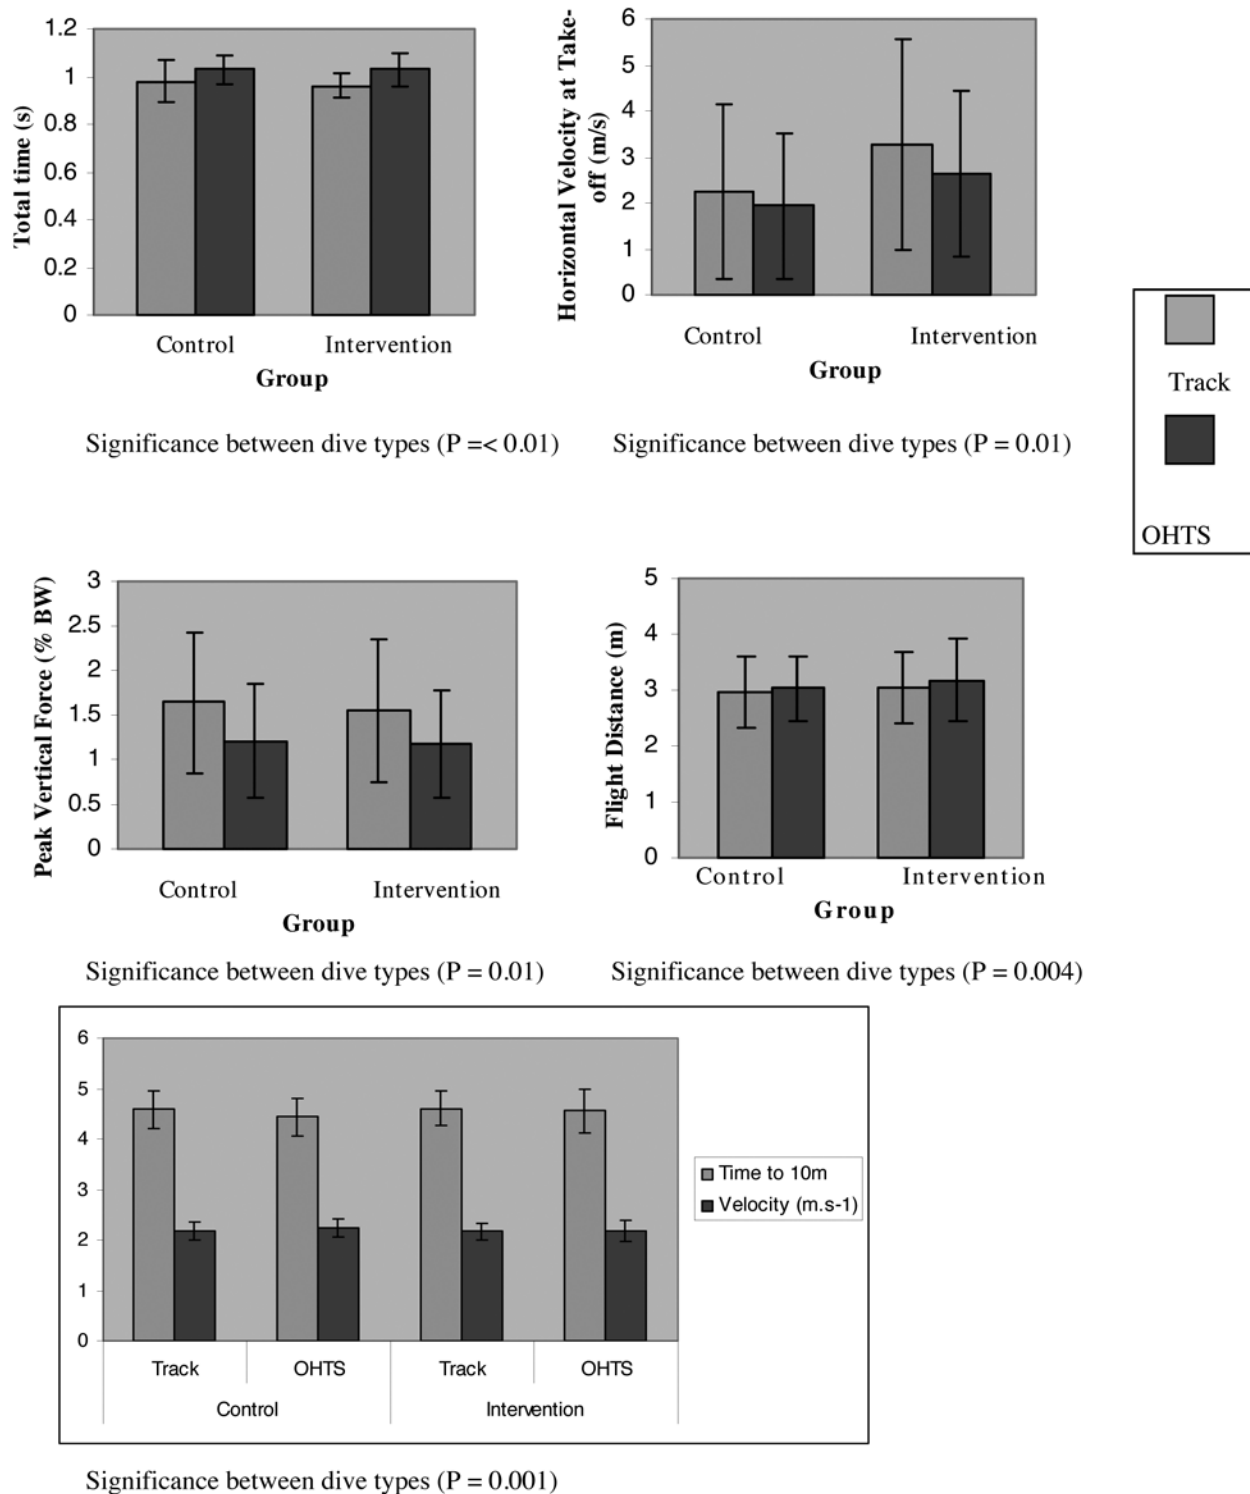 1.2
1
0.8
0.6
0.4
0.2
0
Total time (s)
Control Intervention
Group
Significance between dive types (P =< 0.01)
6
5
4
3
2
1
0
Horizontal Velocity at Take-
off (m/s)
Control Intervention
Group
Significance between dive types (P = 0.01)
Track
OHTS
3
2.5
2
1.5
1
0.5
0
Peak Vertical Force (% BW)
Control Intervention
Group
Significance between dive types (P = 0.01)
5
4
3
2
1
0
Flight Distance (m)
Control Intervention
Group
Significance between dive types (P = 0.004)
6
5
4
3
2
1
0
Track OHTS Track OHTS
Control Intervention
Time to 10m
Velocity (m.s-1)
Significance between dive types (P = 0.001)